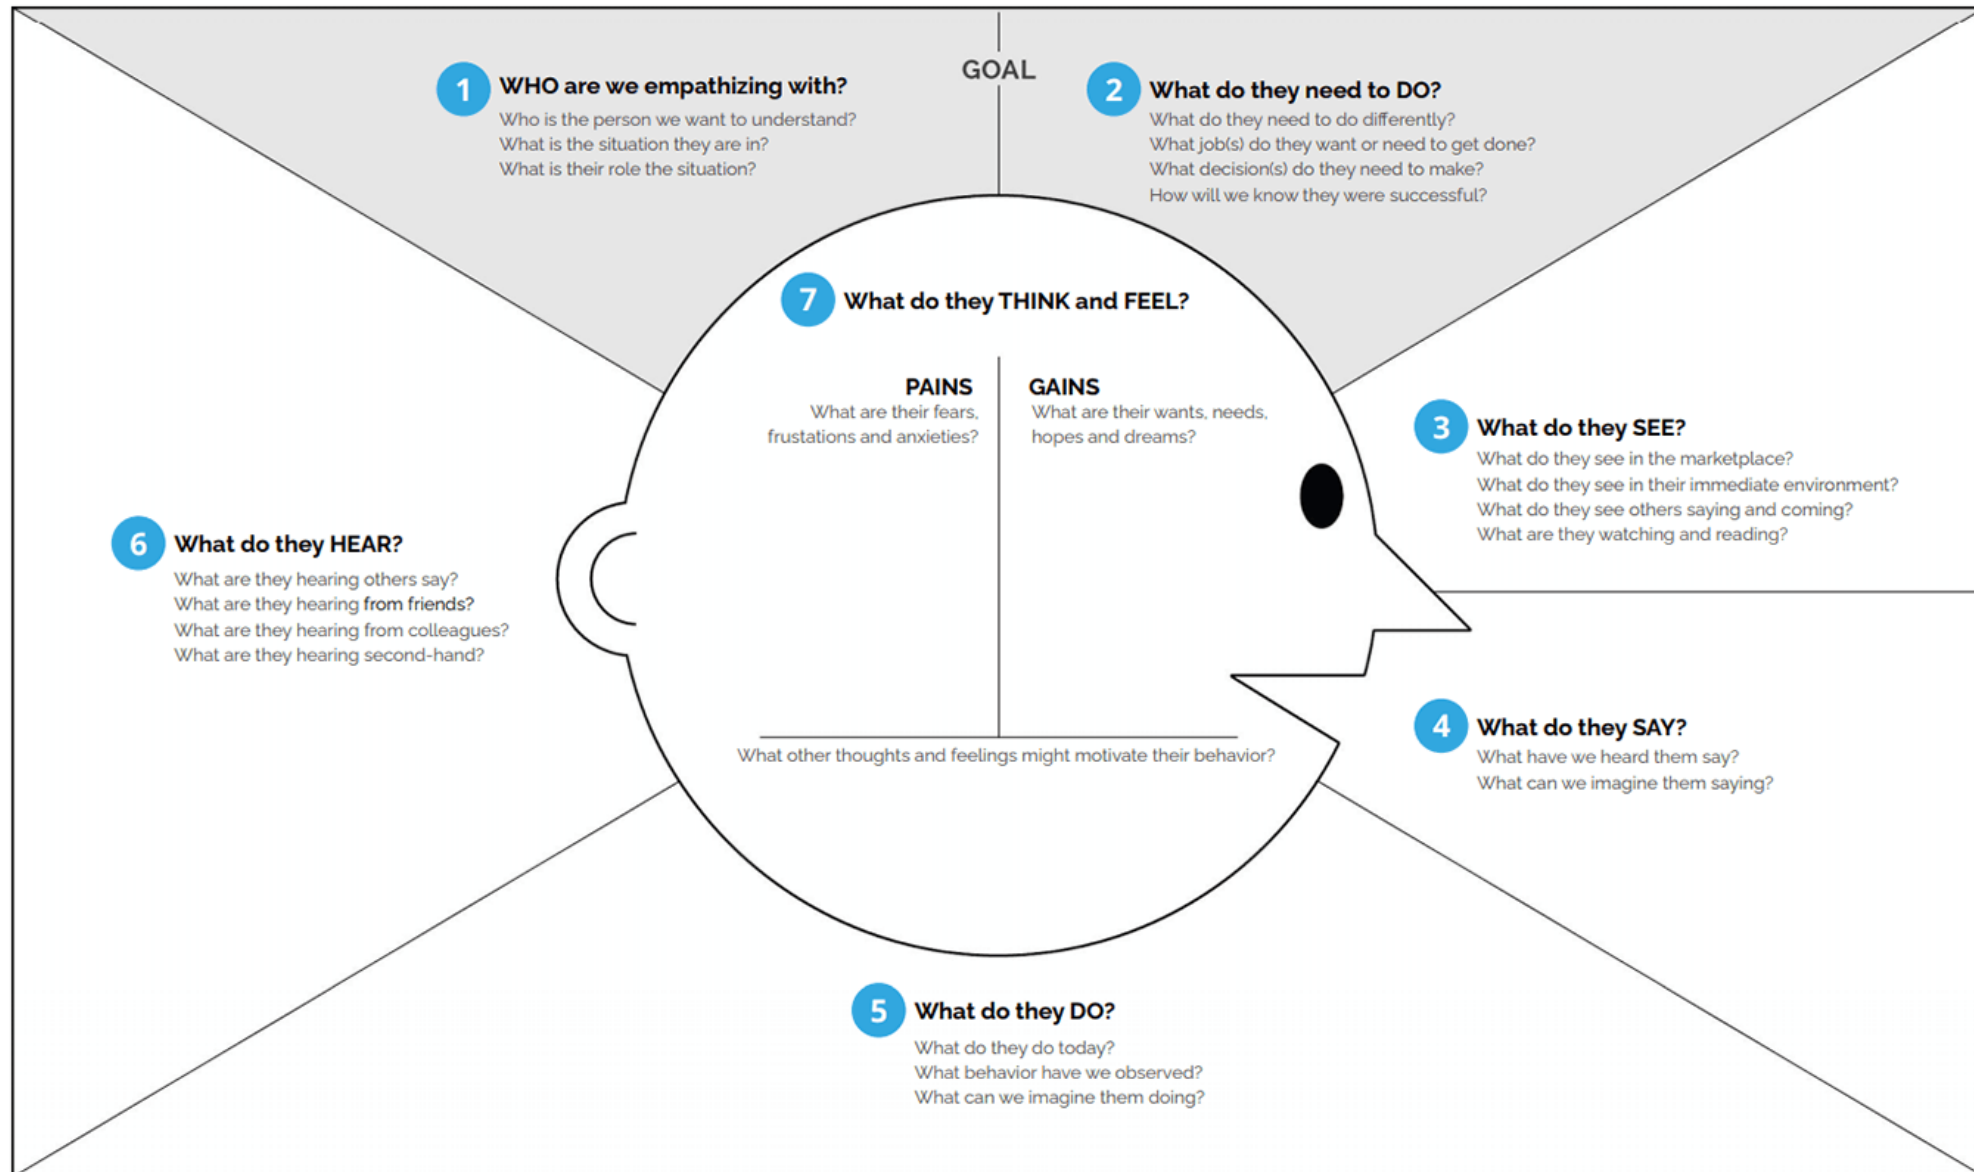 GOAL
1 WHO are we empathizing with?
Who is the person we want to understand?
What is the situation they are in?
What is their role the situation?
2 What do they need to DO?
What do they need to do differently?
What job(s) do they want or need to get done?
What decision(s) do they need to make?
How will we know they were successful?
7 What do they THINK and FEEL?
PAINS
What are their fears,
frustations and anxieties?
GAINS
What are their wants, needs,
hopes and dreams?
What other thoughts and feelings might motivate their behavior?
3 What do they SEE?
What do they see in the marketplace?
What do they see in their immediate environment?
What do they see others saying and coming?
What are they watching and reading?
4 What do they SAY?
What have we heard them say?
What can we imagine them saying?
5 What do they DO?
What do they do today?
What behavior have we observed?
What can we imagine them doing?
6 What do they HEAR?
What are they hearing others say?
What are they hearing from friends?
What are they hearing from colleagues?
What are they hearing second-hand?